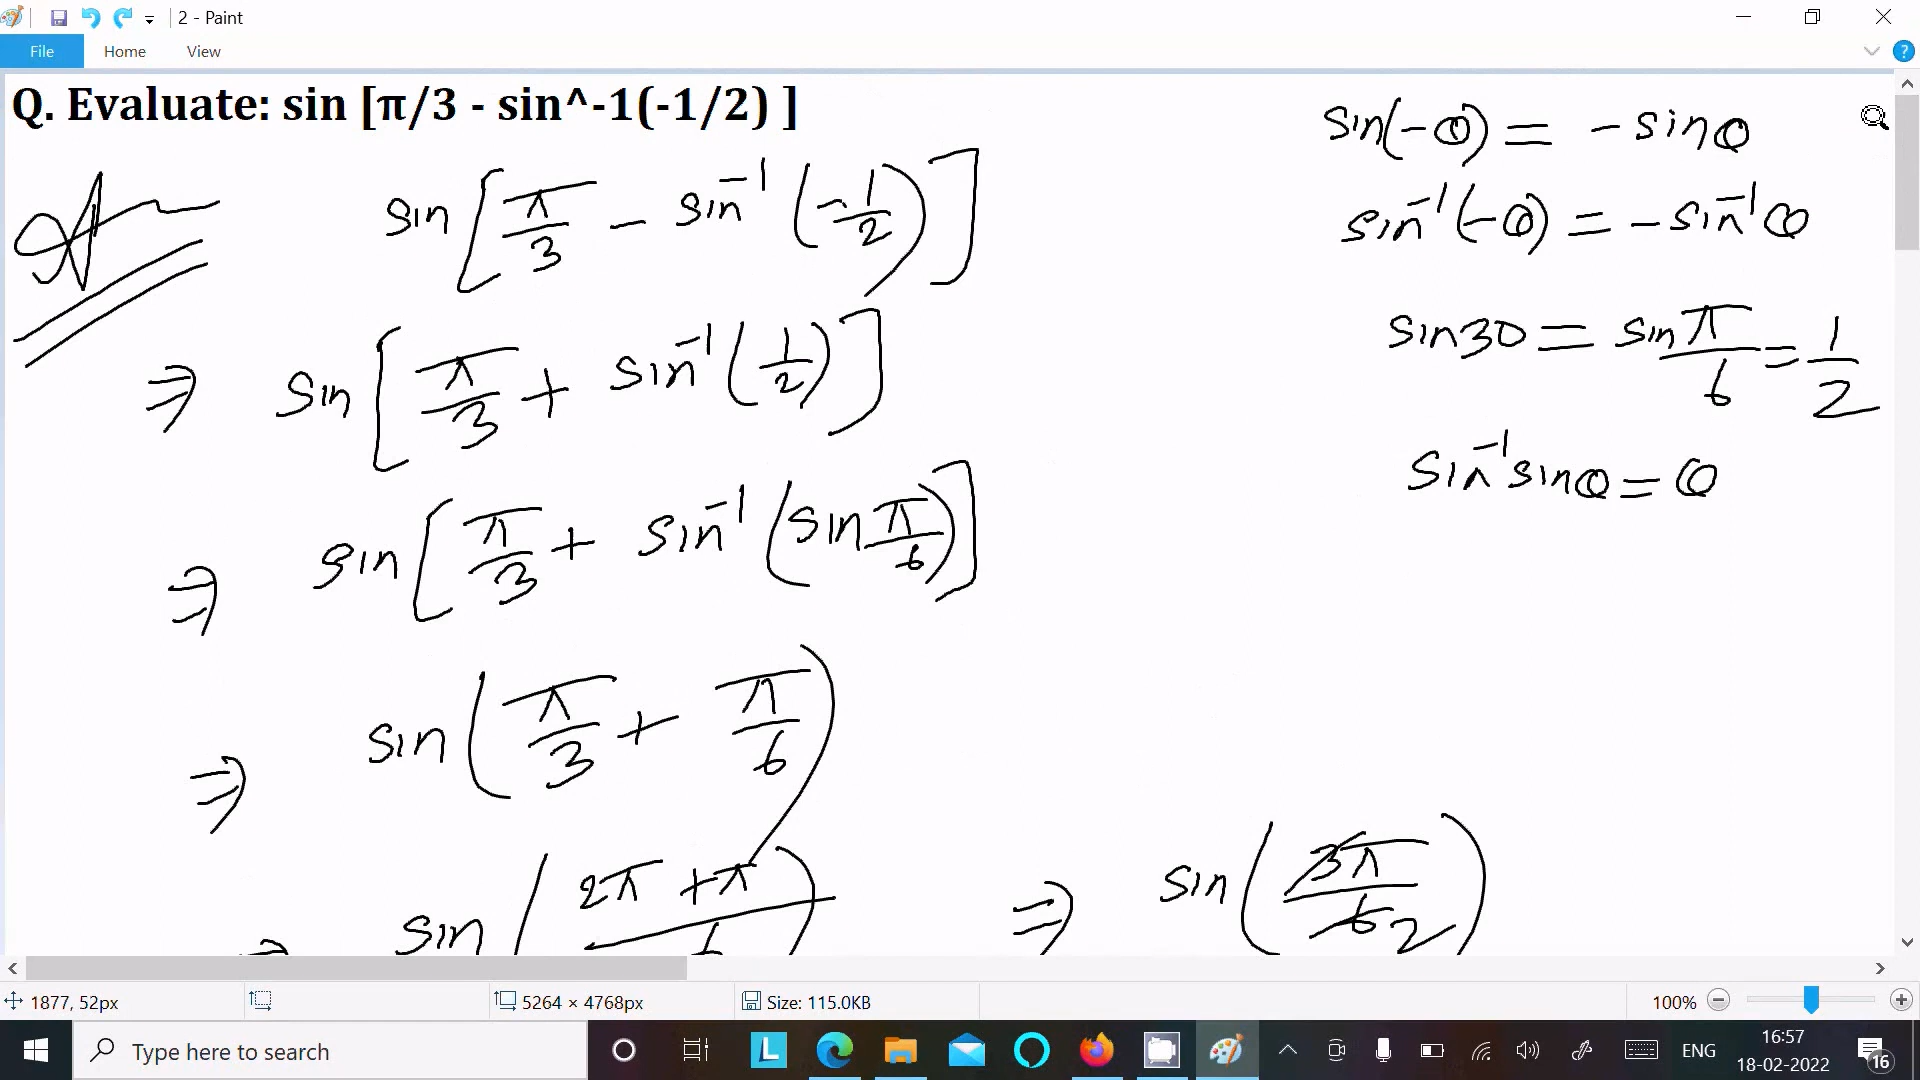 2 - Paint
File Home View
Q. Evaluate: sin [π/3 - sin^-1(-1/2) ]
sin[π/3 - sin⁻¹(-1/2)]
⇒ sin[π/3 + sin⁻¹(1/2)]
⇒ sin[π/3 + sin⁻¹(sin π/6)]
⇒ sin(π/3 + π/6)
sin(2π + π/6) ⇒ sin(3π/6 2)
sin(-θ) = - sinθ
sin⁻¹(-θ) = - sin⁻¹θ
sin30 = sin π/6 = 1/2
sin⁻¹sinθ = θ
1877, 52px 5264 × 4768px Size: 115.0KB 100%
Type here to search L ENG 16:57 16
18-02-2022